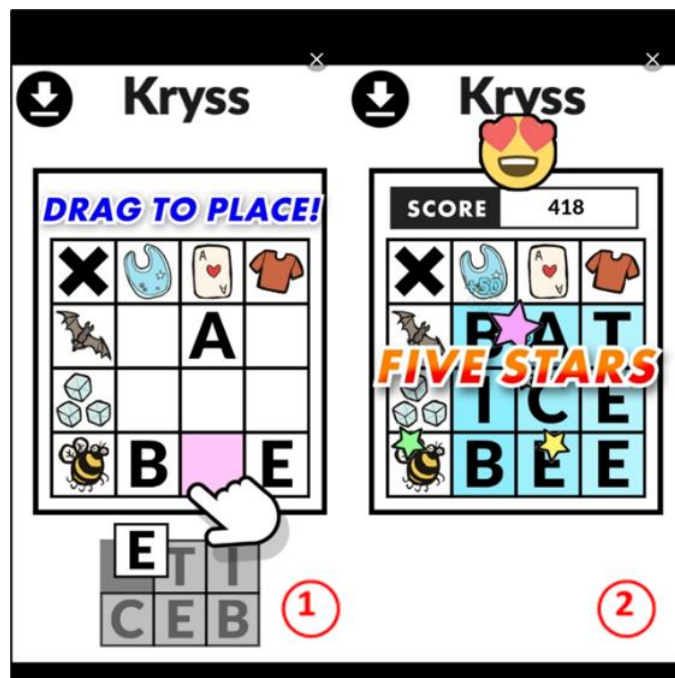 Kryss
DRAG TO PLACE!
A
A
B E
E T I
C E B
1
Kryss
SCORE 418
A
+50
B A T
FIVE STARS
I C E
B E E
2